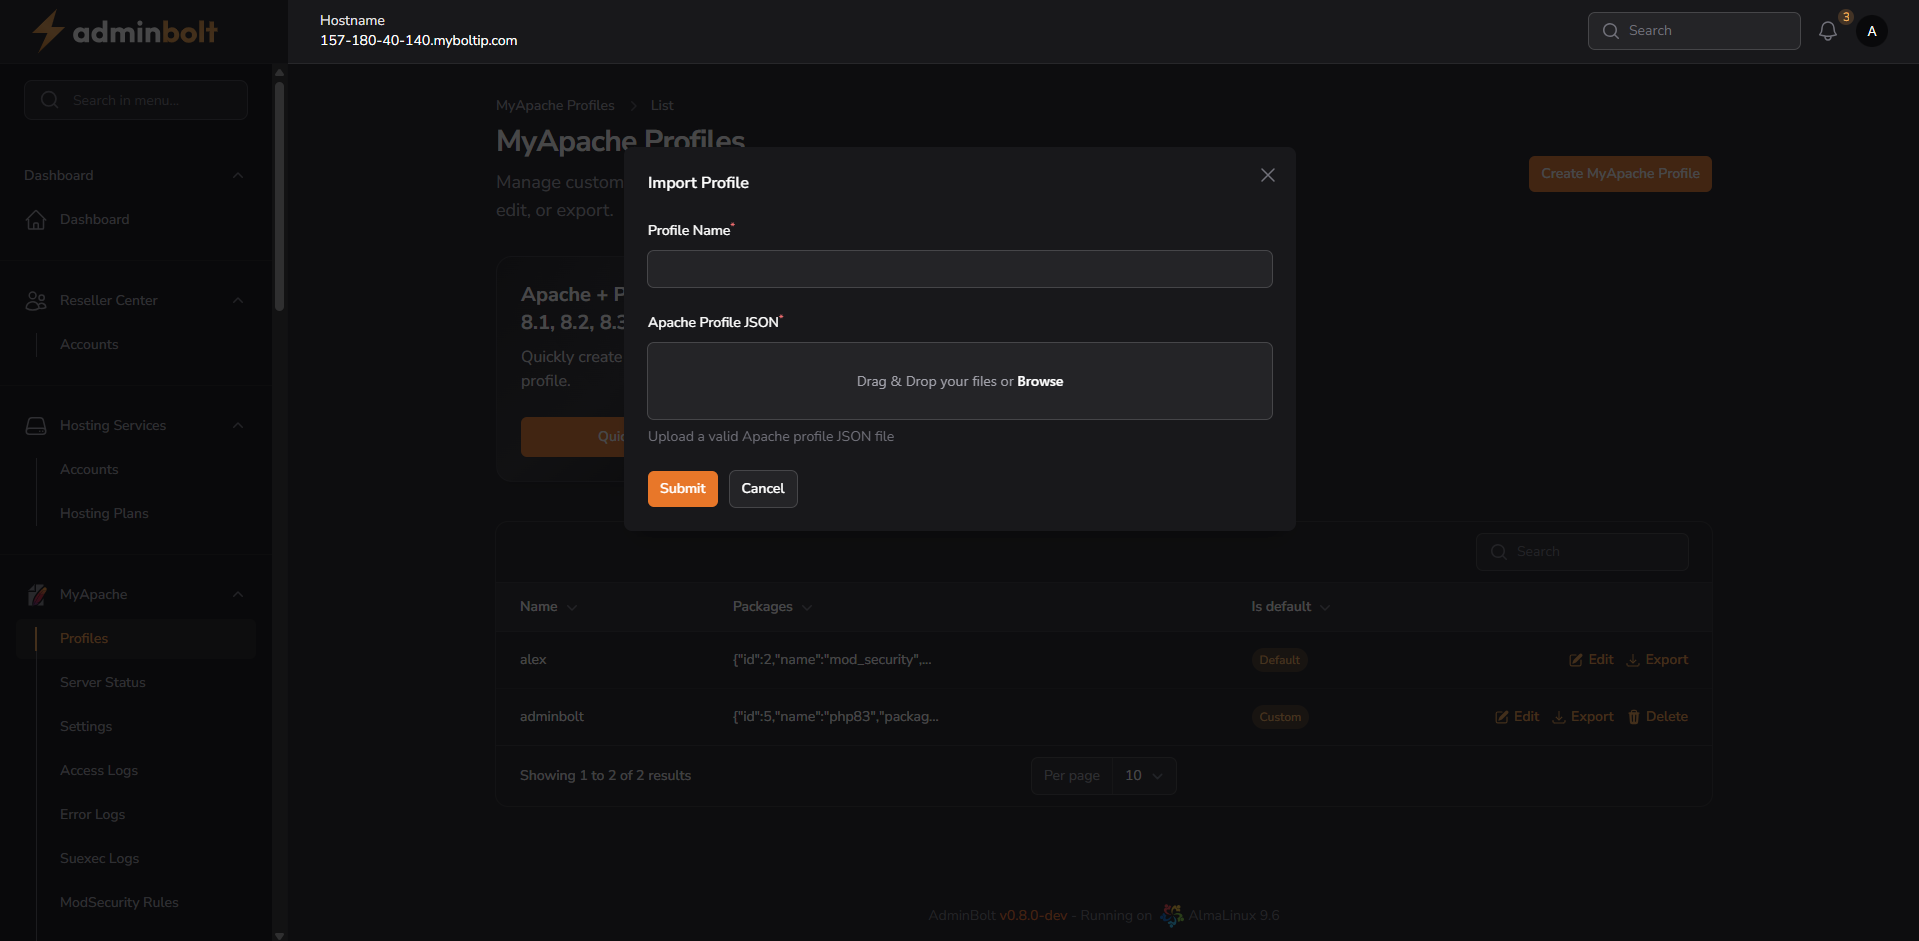 adminbolt
Hostname
157-180-40-140.myboltip.com
Search
3
A
Search in menu...
Dashboard
Dashboard
Reseller Center
Accounts
Hosting Services
Accounts
Hosting Plans
MyApache
Profiles
Server Status
Settings
Access Logs
Error Logs
Suexec Logs
ModSecurity Rules
MyApache Profiles > List
MyApache Profiles
Manage custom
edit, or export.
Create MyApache Profile
Apache + P
8.1, 8.2, 8.3
Quickly create
profile.
Quic
Import Profile
Profile Name*
Apache Profile JSON*
Drag & Drop your files or Browse
Upload a valid Apache profile JSON file
Submit Cancel
Search
Name Packages Is default
alex {"id":2,"name":"mod_security",... Default Edit Export
adminbolt {"id":5,"name":"php83","packag... Custom Edit Export Delete
Showing 1 to 2 of 2 results Per page 10
AdminBolt v0.8.0-dev - Running on AlmaLinux 9.6